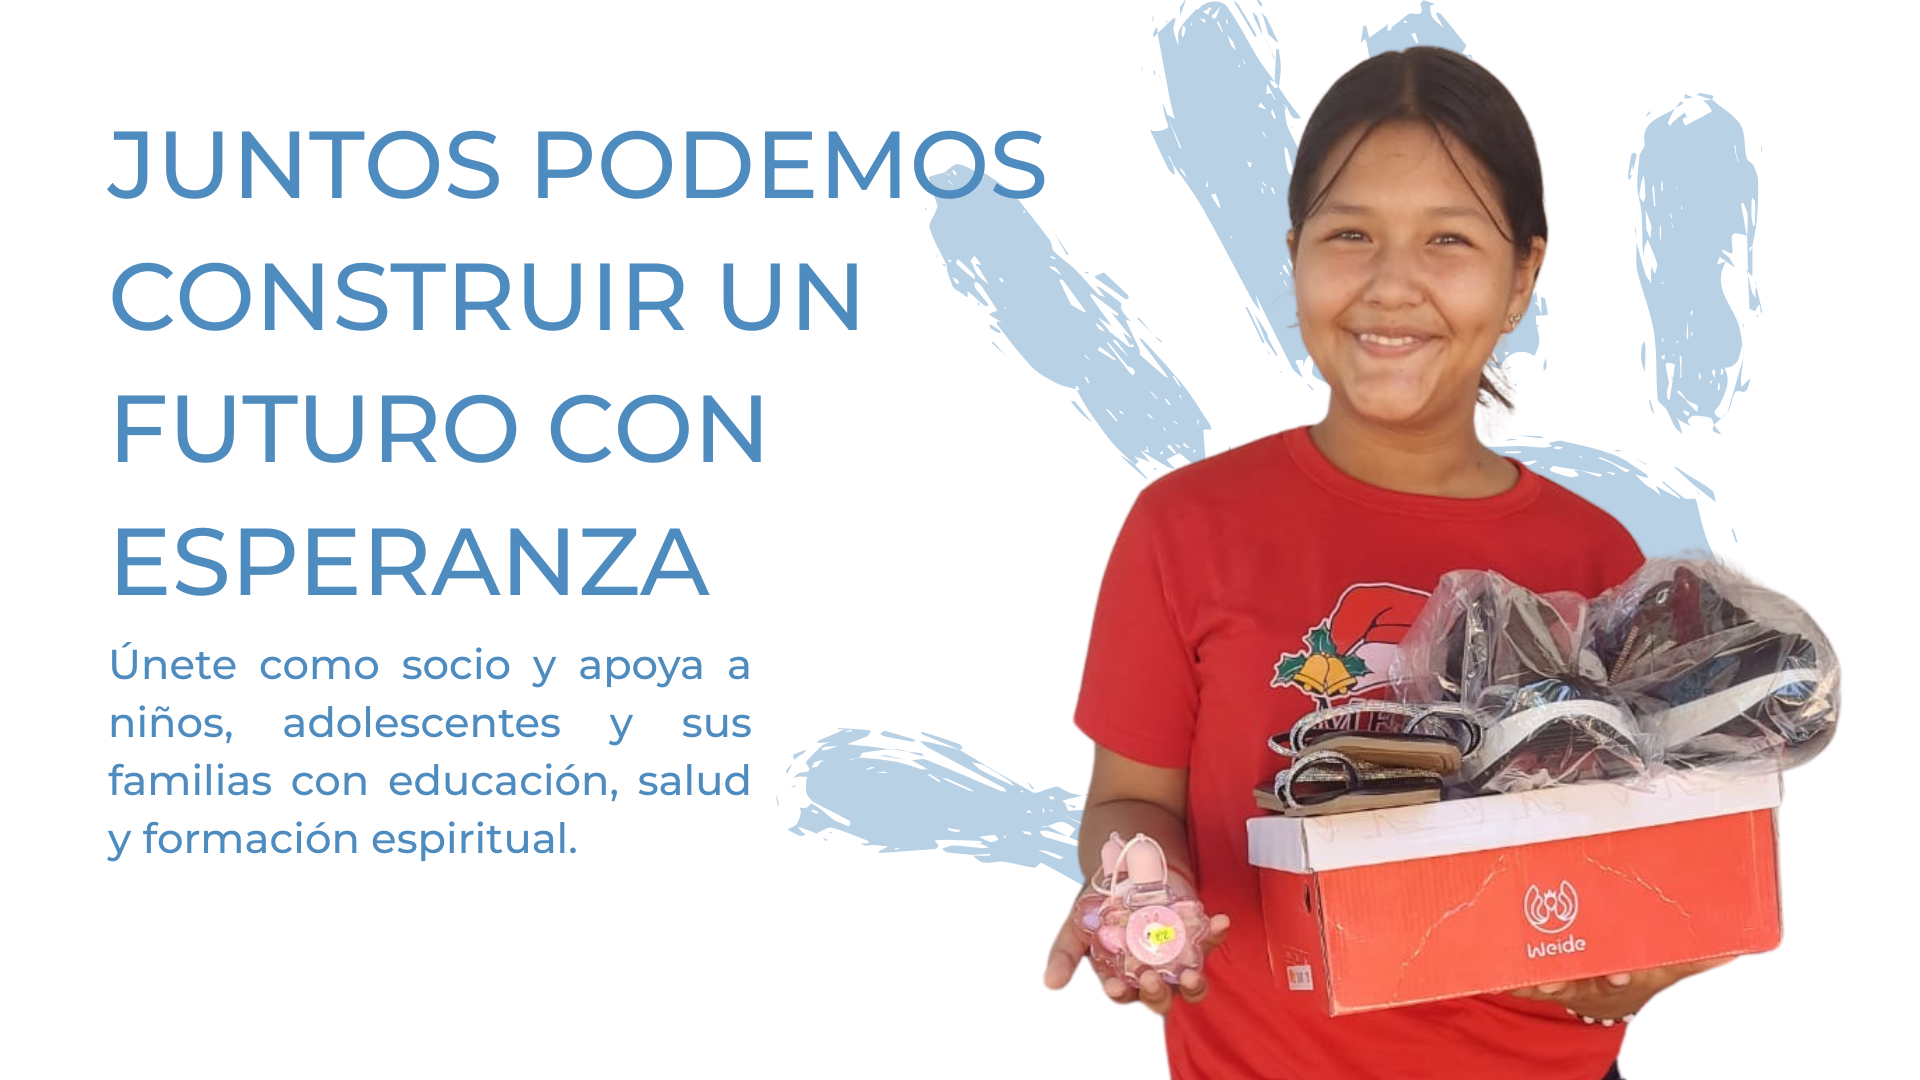 JUNTOS PODEMOS
CONSTRUIR UN
FUTURO CON
ESPERANZA
Únete como socio y apoya a
niños, adolescentes y sus
familias con educación, salud
y formación espiritual.
Weide